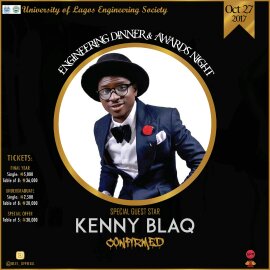 University of Lagos Engineering Society
Oct 27
2017
ENGINEERING DINNER & AWARDS NIGHT
TICKETS:
FINAL YEAR
Single: ₦5,000
Table of 8: ₦36,000
UNDERGRADUATES
Single: ₦2,500
Table of 8: ₦20,000
SPECIAL OFFER
Table of 5: ₦30,000
SPECIAL GUEST STAR
KENNY BLAQ
CONFIRMED